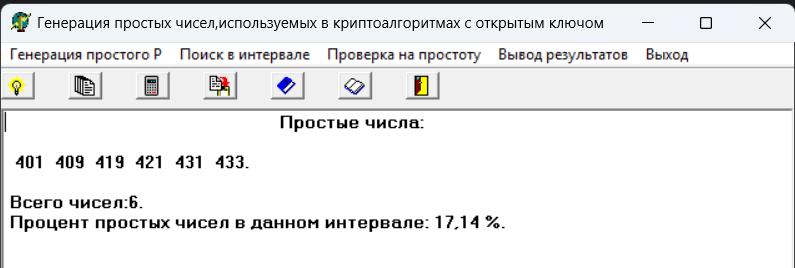 Генерация простых чисел,используемых в криптоалгоритмах с открытым ключом
Генерация простого P Поиск в интервале Проверка на простоту Вывод результатов Выход
Простые числа:
401 409 419 421 431 433.
Всего чисел:6.
Процент простых чисел в данном интервале: 17,14 %.